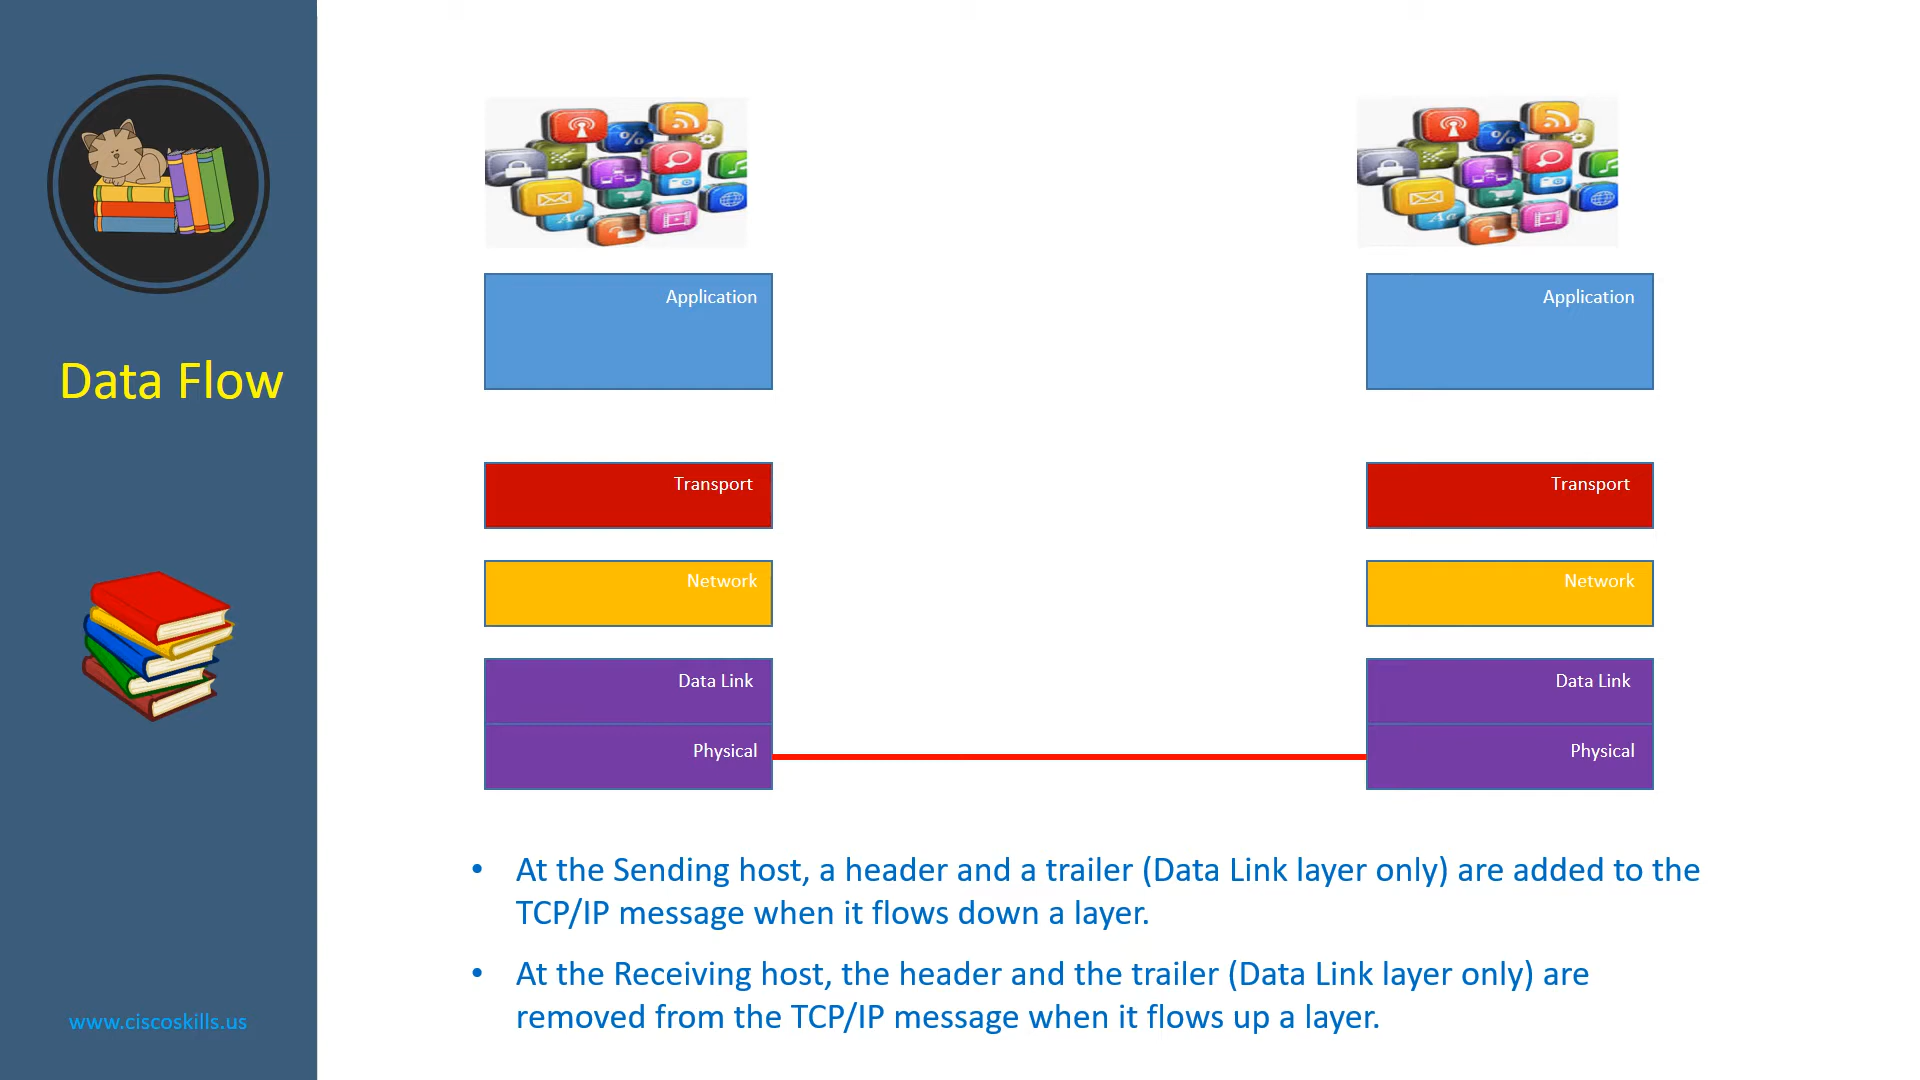 Data Flow
www.ciscoskills.us
Application
Transport
Network
Data Link
Physical
Application
Transport
Network
Data Link
Physical
• At the Sending host, a header and a trailer (Data Link layer only) are added to the
TCP/IP message when it flows down a layer.
• At the Receiving host, the header and the trailer (Data Link layer only) are
removed from the TCP/IP message when it flows up a layer.